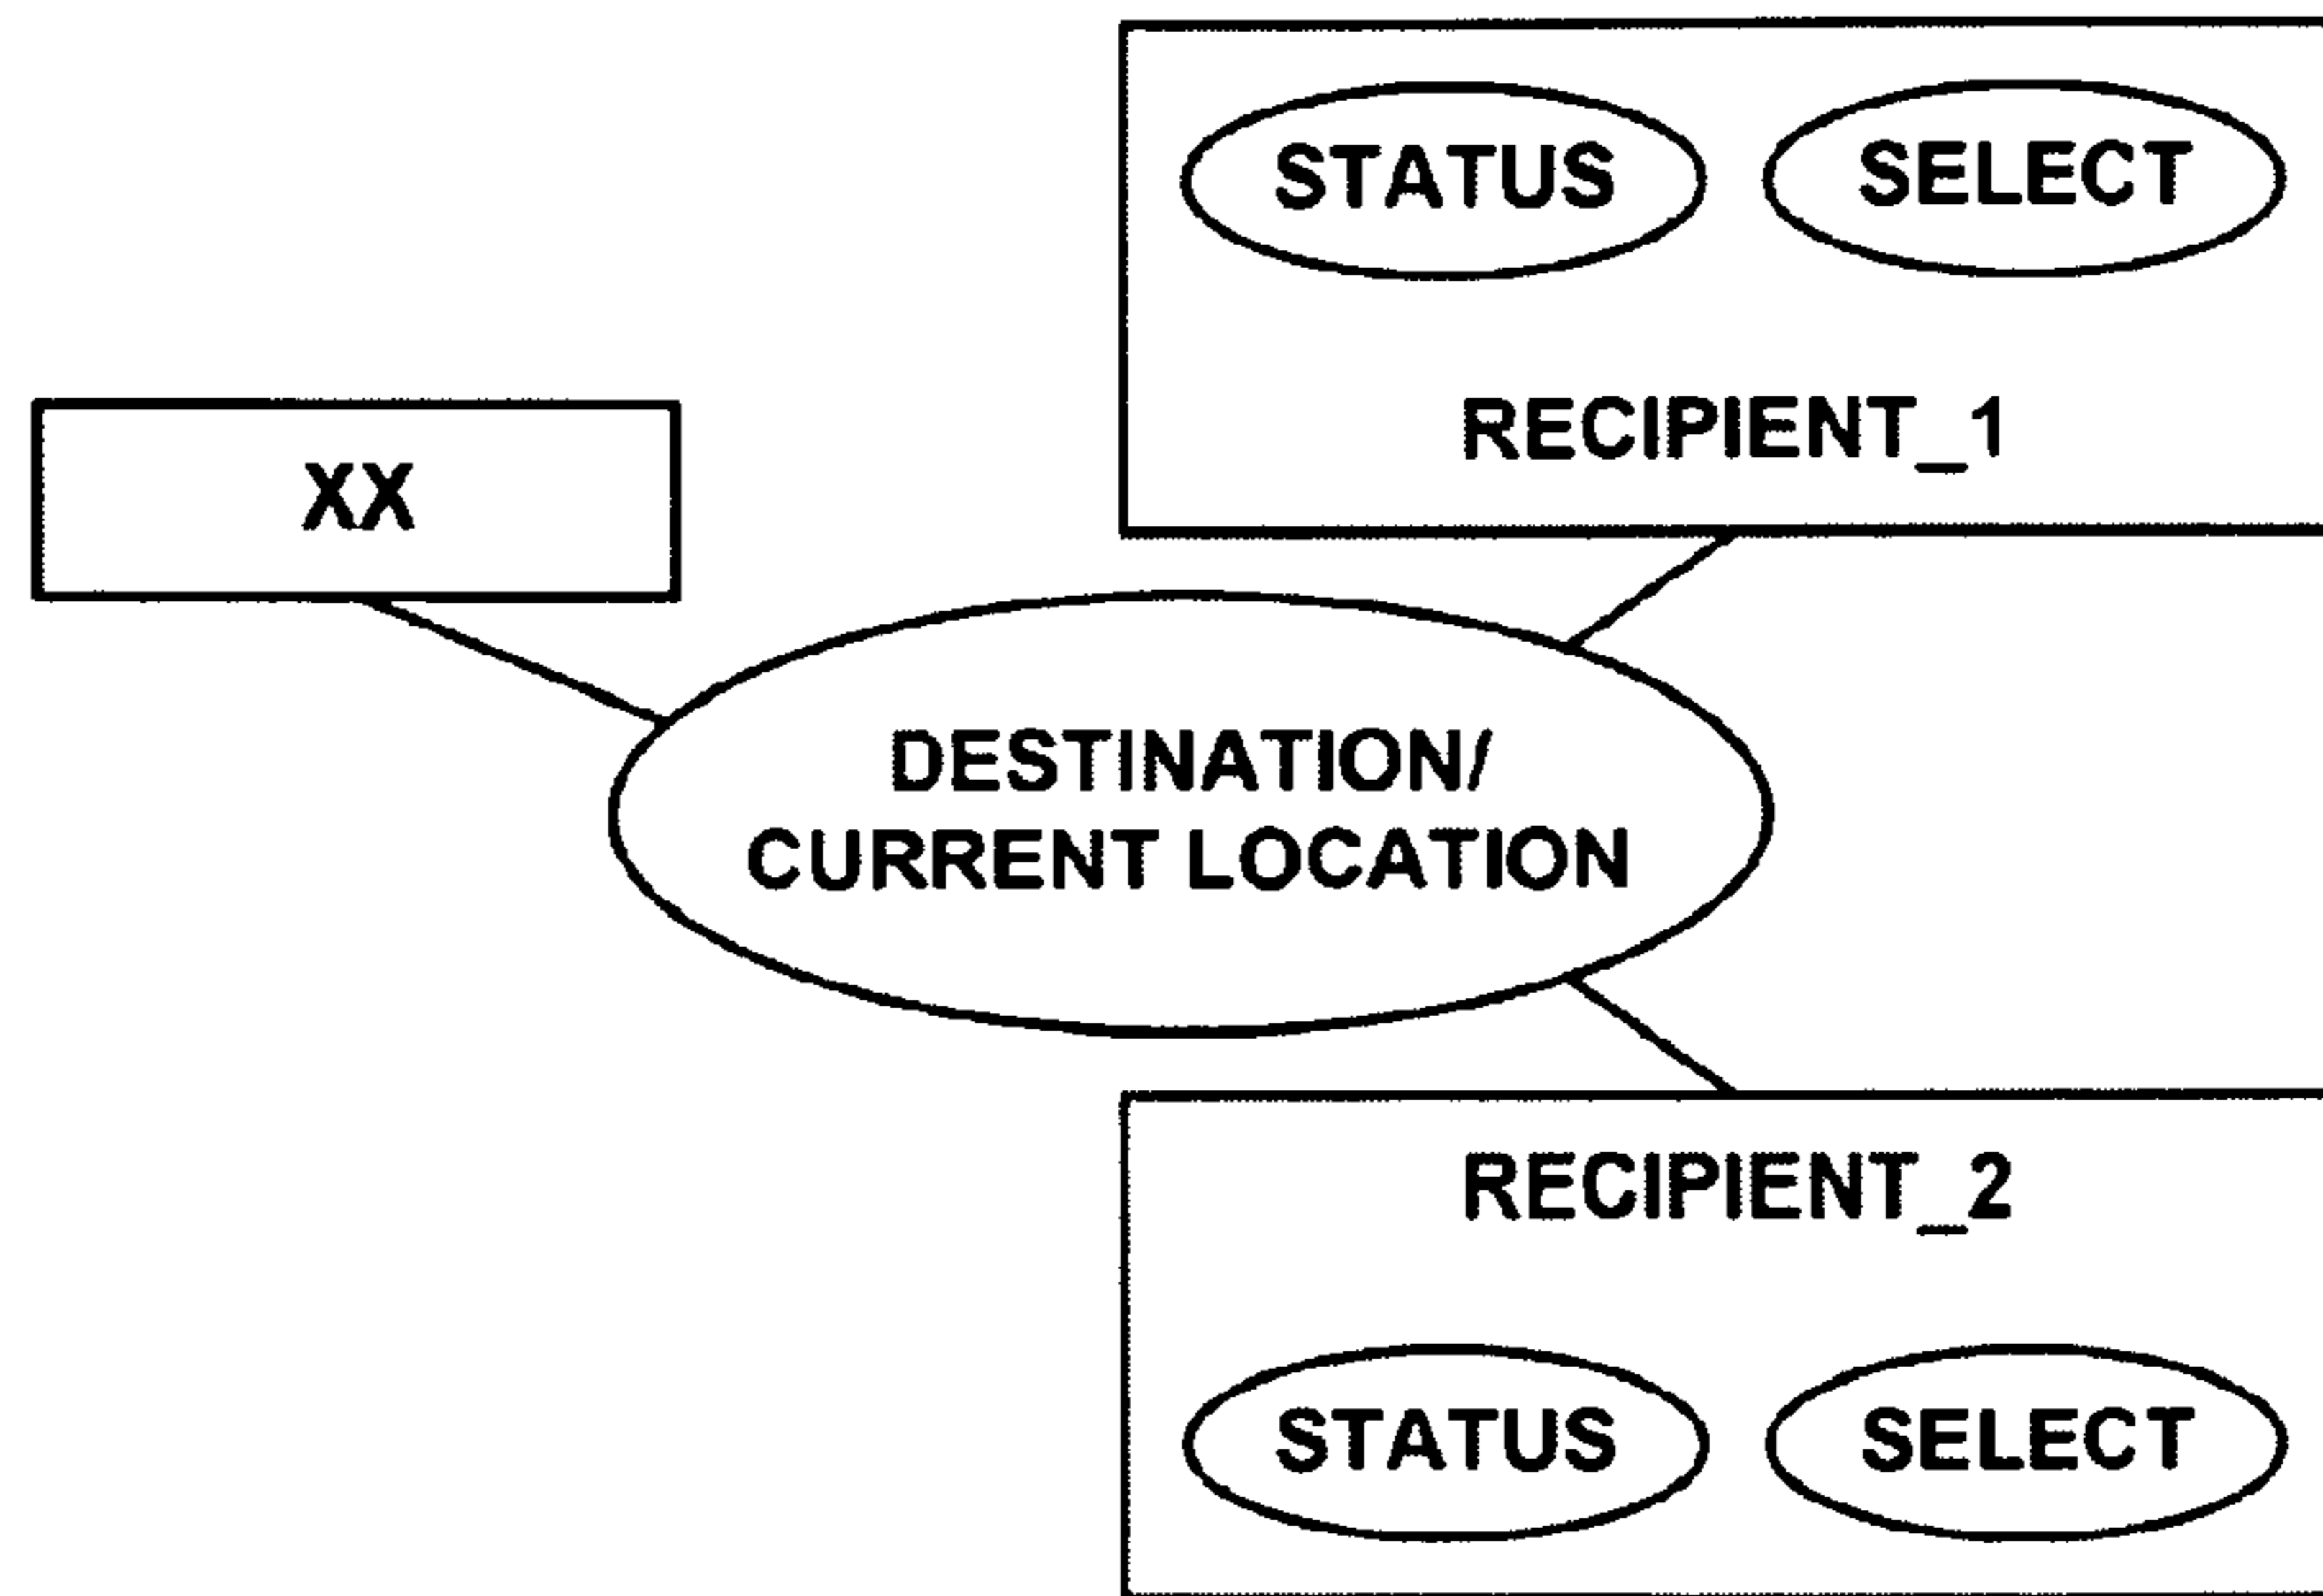 STATUS SELECT
RECIPIENT_1
XX
DESTINATION/
CURRENT LOCATION
RECIPIENT_2
STATUS SELECT